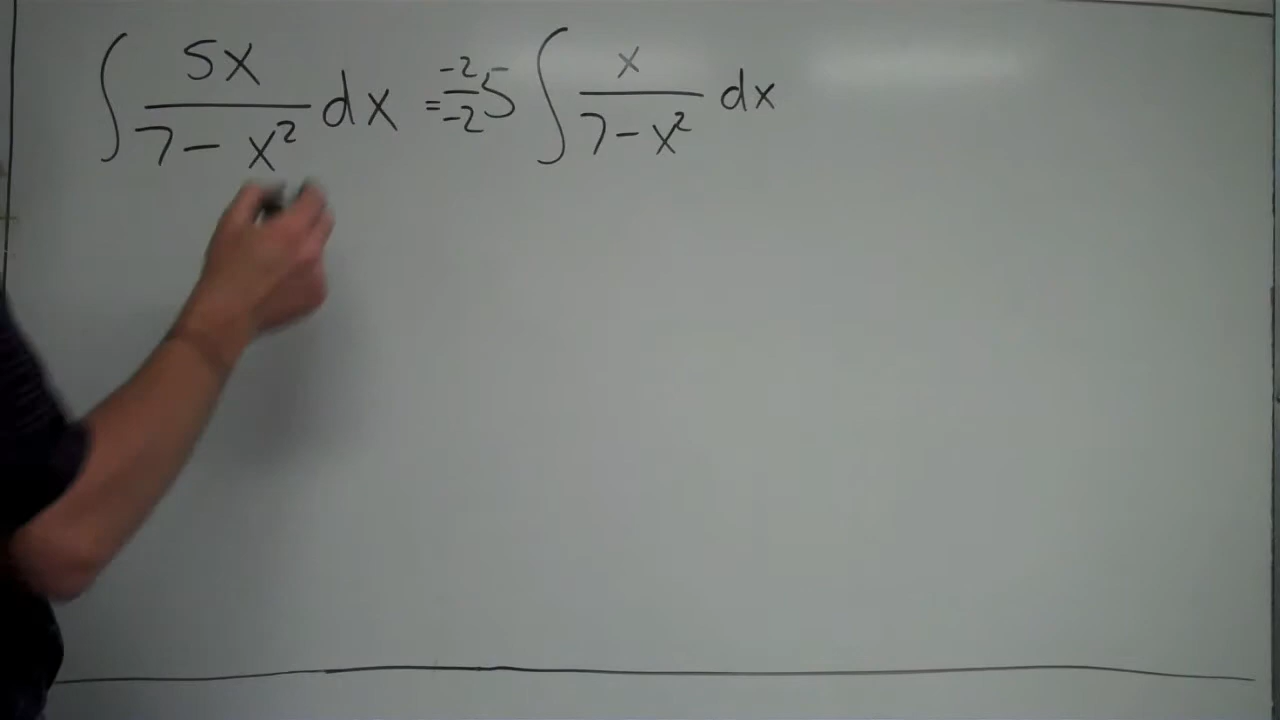 ∫ 5x / (7 - x²) dx = -2/-2 5 ∫ x / (7 - x²) dx